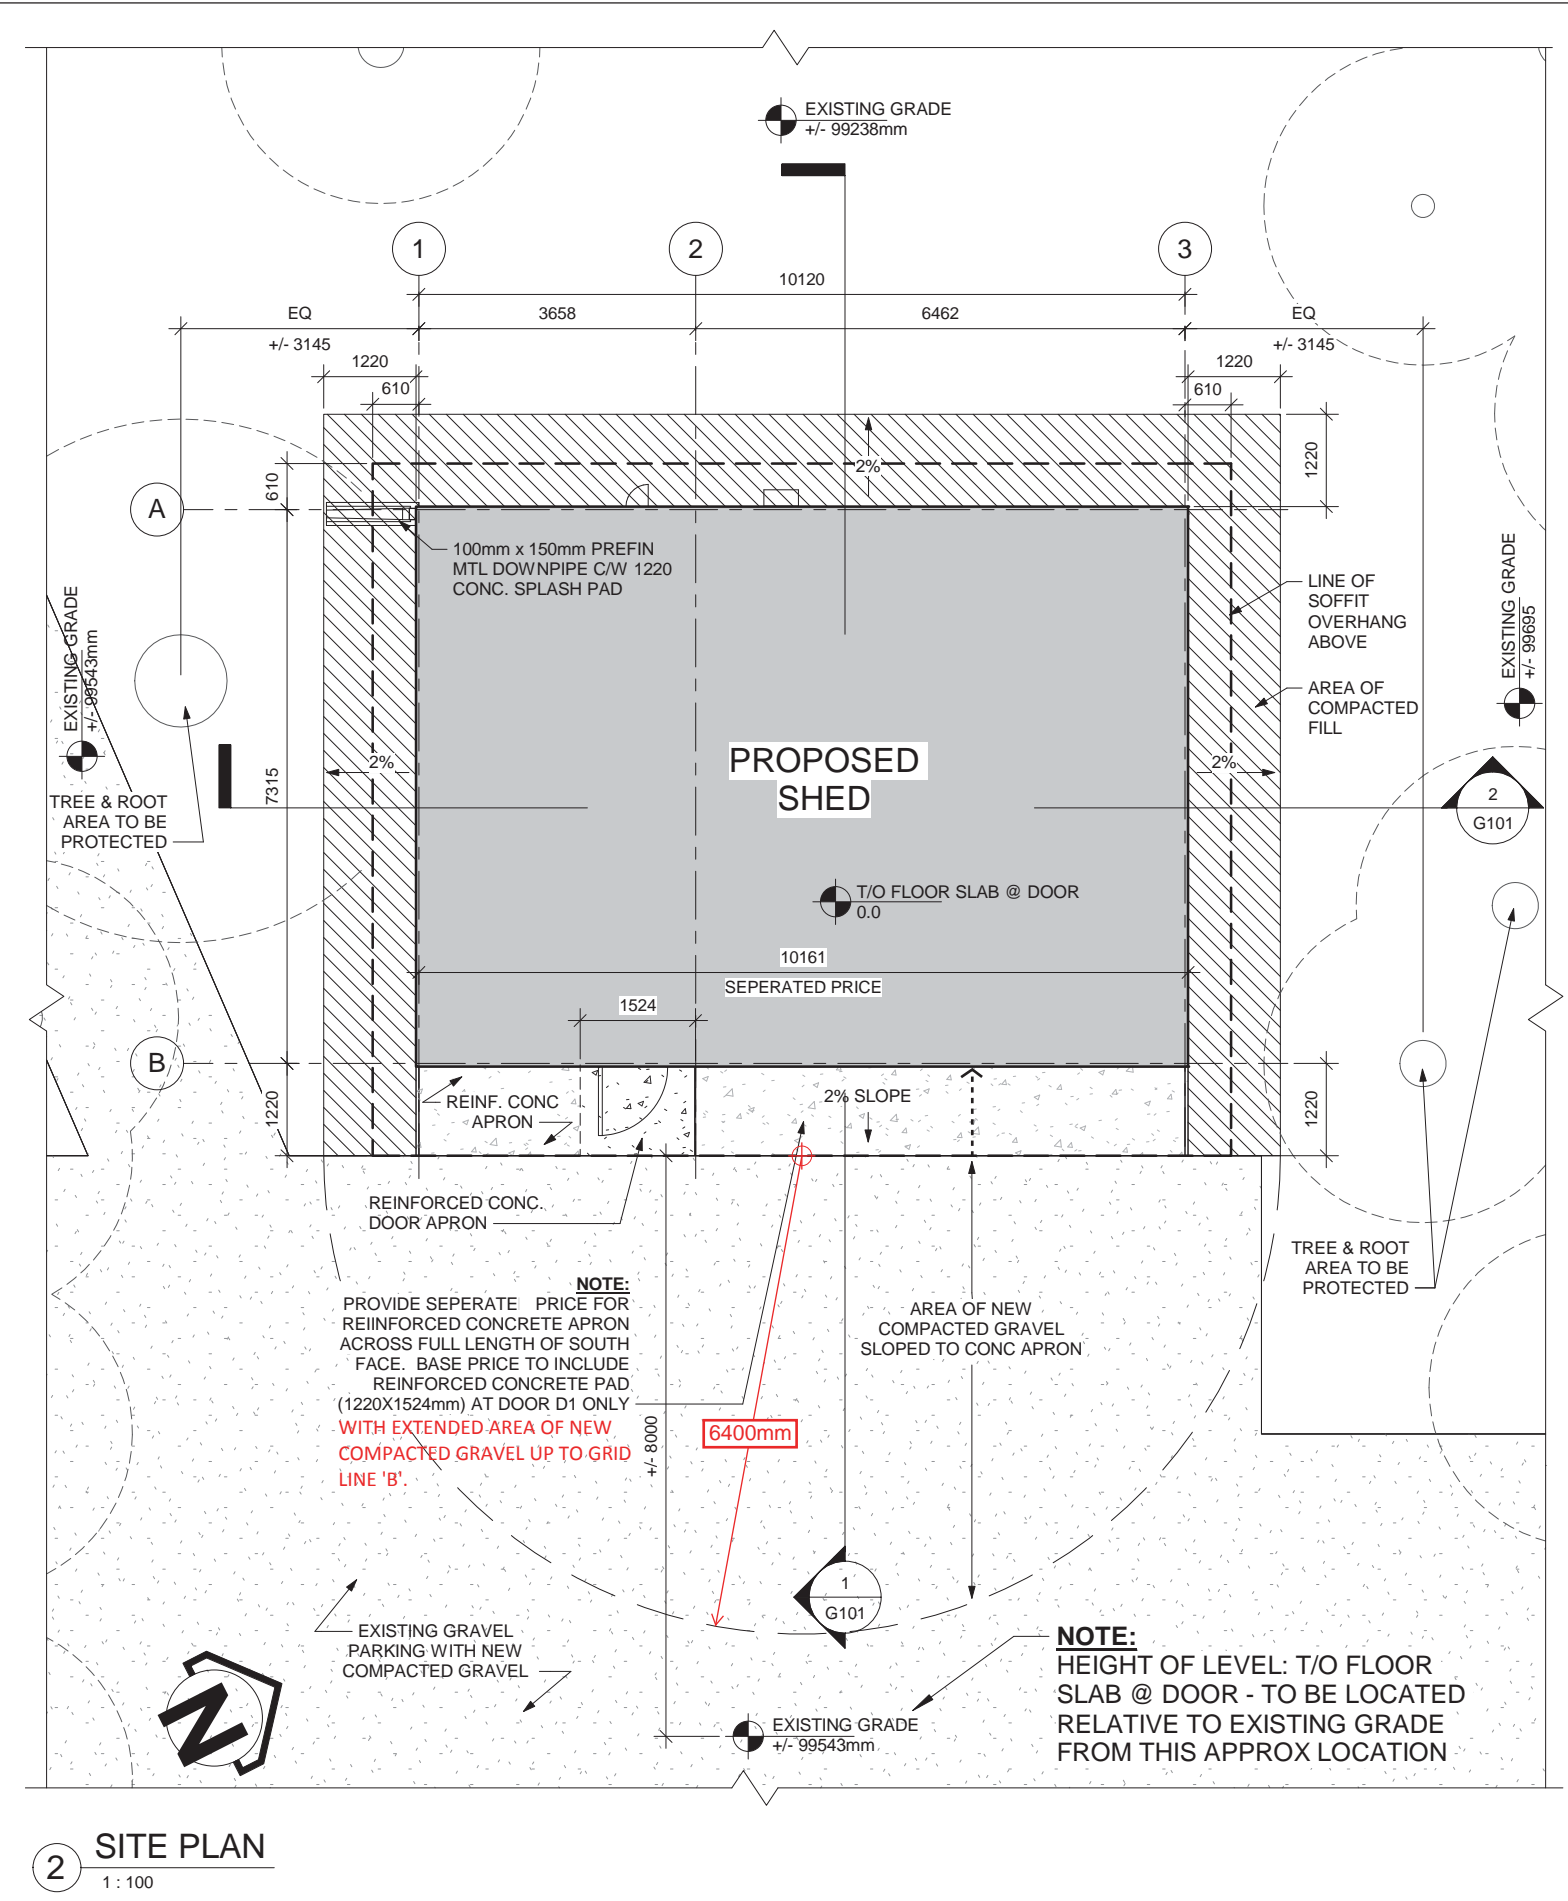 EXISTING GRADE
+/- 99238mm
1
2
3
10120
EQ
3658
6462
EQ
+/- 3145
+/- 3145
1220
1220
610
610
2%
1220
610
A
100mm x 150mm PREFIN
MTL DOWNPIPE C/W 1220
CONC. SPLASH PAD
LINE OF
SOFFIT
OVERHANG
ABOVE
EXISTING GRADE
+/- 99695
EXISTING GRADE
+/- 99543mm
AREA OF
COMPACTED
FILL
PROPOSED
SHED
2%
2%
7315
TREE & ROOT
AREA TO BE
PROTECTED
2
G101
T/O FLOOR SLAB @ DOOR
0.0
10161
SEPERATED PRICE
1524
B
1220
REINF. CONC
APRON
2% SLOPE
1220
REINFORCED CONC.
DOOR APRON
TREE & ROOT
AREA TO BE
PROTECTED
NOTE:
PROVIDE SEPERATE PRICE FOR
REIINFORCED CONCRETE APRON
ACROSS FULL LENGTH OF SOUTH
FACE. BASE PRICE TO INCLUDE
REINFORCED CONCRETE PAD
(1220X1524mm) AT DOOR D1 ONLY
WITH EXTENDED AREA OF NEW
COMPACTED GRAVEL UP TO GRID
LINE 'B'.
AREA OF NEW
COMPACTED GRAVEL
SLOPED TO CONC APRON
+/- 8000
6400mm
1
G101
EXISTING GRAVEL
PARKING WITH NEW
COMPACTED GRAVEL
N
EXISTING GRADE
+/- 99543mm
NOTE:
HEIGHT OF LEVEL: T/O FLOOR
SLAB @ DOOR - TO BE LOCATED
RELATIVE TO EXISTING GRADE
FROM THIS APPROX LOCATION
2
SITE PLAN
1 : 100